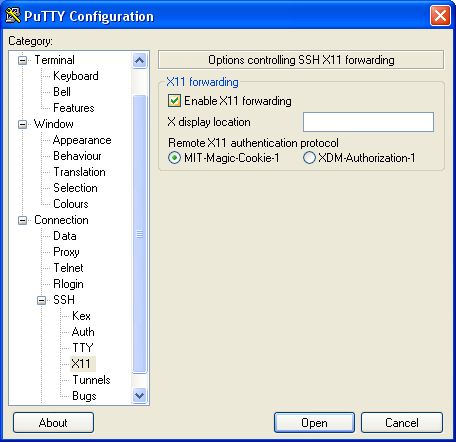 PuTTY Configuration
Category:
Terminal
Keyboard
Bell
Features
Window
Appearance
Behaviour
Translation
Selection
Colours
Connection
Data
Proxy
Telnet
Rlogin
SSH
Kex
Auth
TTY
X11
Tunnels
Bugs
Options controlling SSH X11 forwarding
X11 forwarding
Enable X11 forwarding
X display location
Remote X11 authentication protocol
MIT-Magic-Cookie-1 XDM-Authorization-1
About Open Cancel